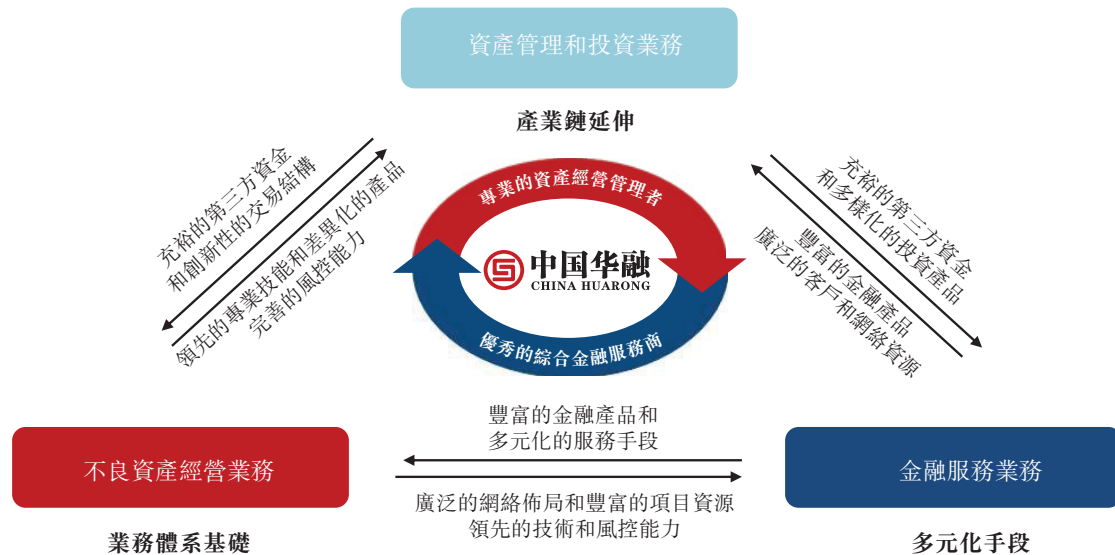 資產管理和投資業務
產業鏈延伸
充裕的第三方資金
和創新性的交易結構
領先的專業技能和差異化的產品
完善的風控能力
專業的資產經營管理者
中国华融
CHINA HUARONG
優秀的綜合金融服務商
充裕的第三方資金
和多樣化的投資產品
豐富的金融產品
廣泛的客戶和網絡資源
豐富的金融產品和
多元化的服務手段
不良資產經營業務
金融服務業務
廣泛的網絡佈局和豐富的項目資源
領先的技術和風控能力
業務體系基礎
多元化手段